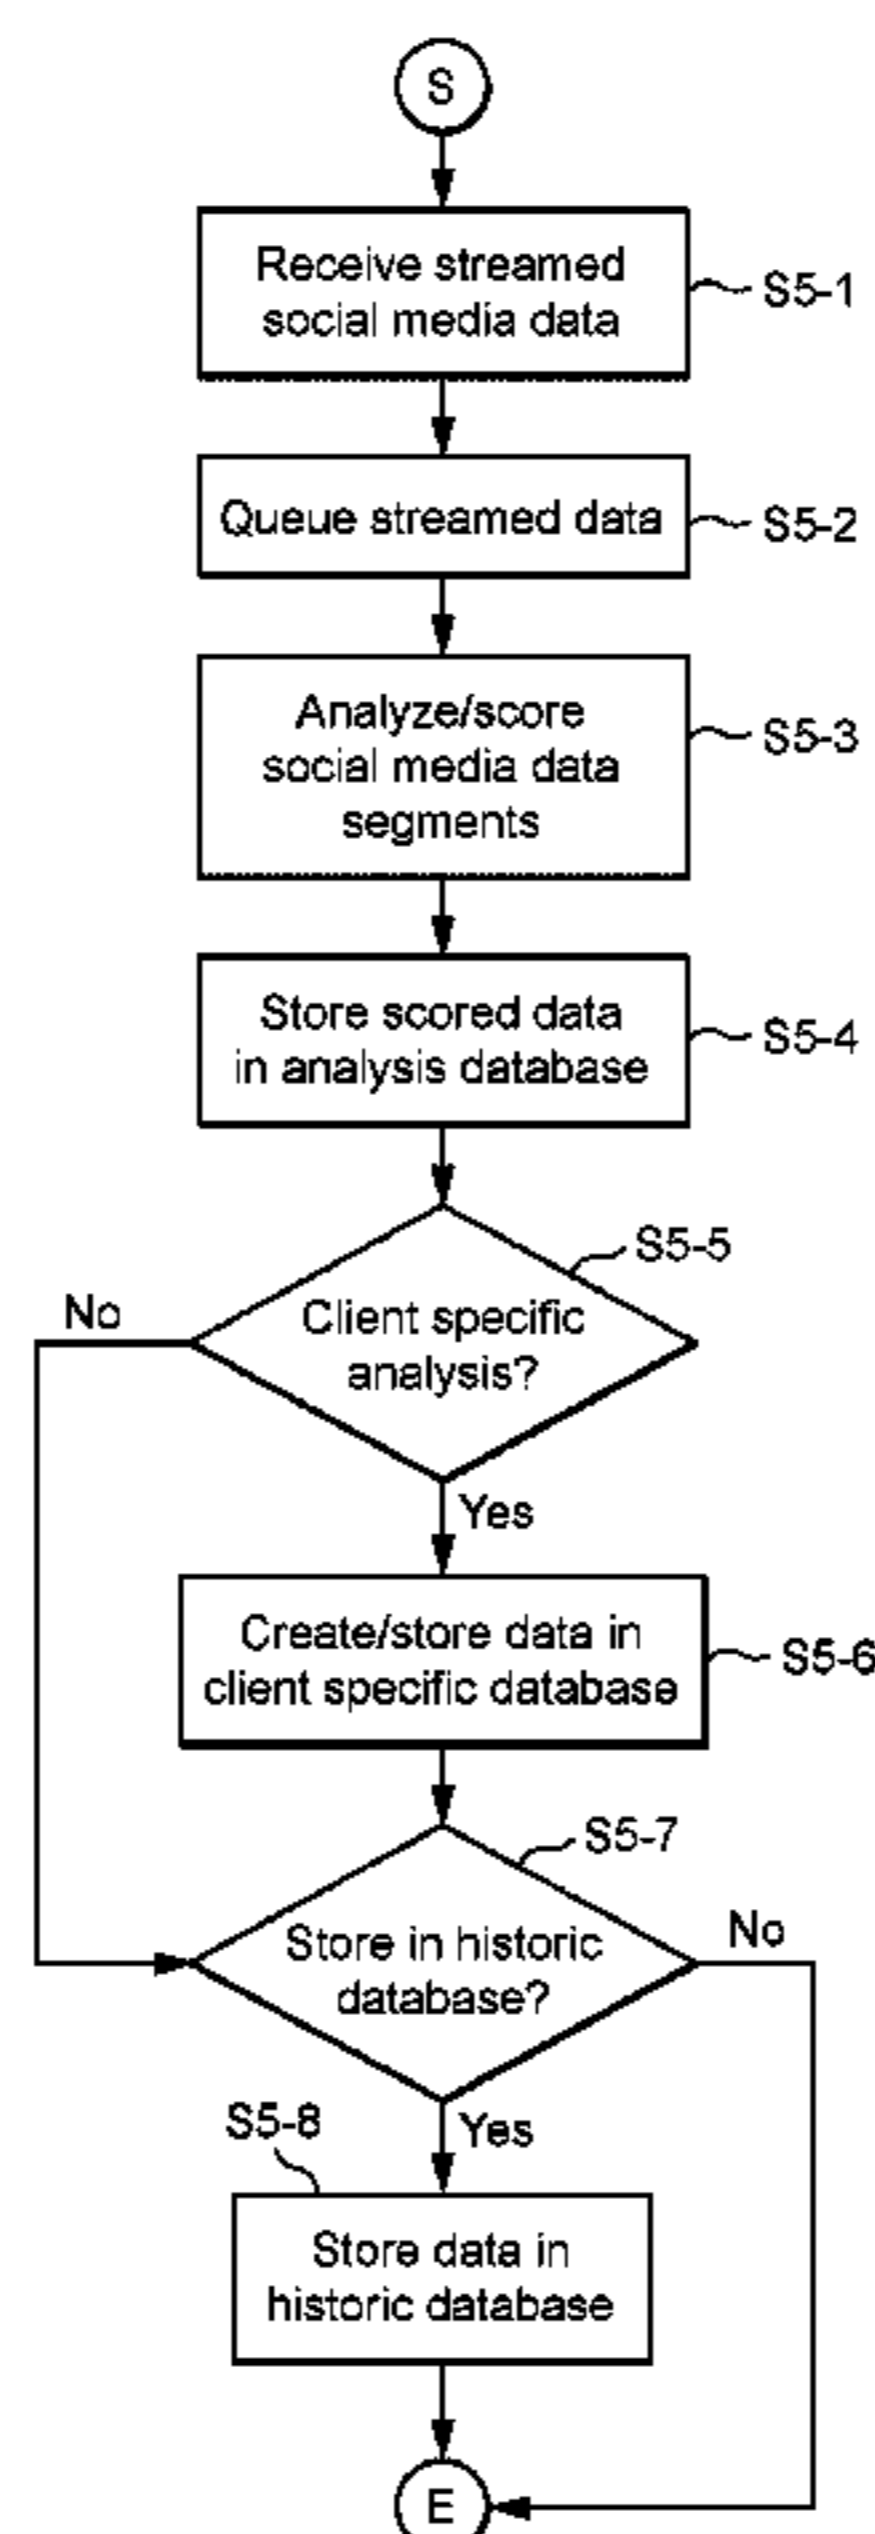 S
Receive streamed
social media data
S5-1
Queue streamed data
S5-2
Analyze/score
social media data
segments
S5-3
Store scored data
in analysis database
S5-4
S5-5
Client specific
analysis?
No
Yes
Create/store data in
client specific database
S5-6
S5-7
Store in historic
database?
No
Yes
S5-8
Store data in
historic database
E